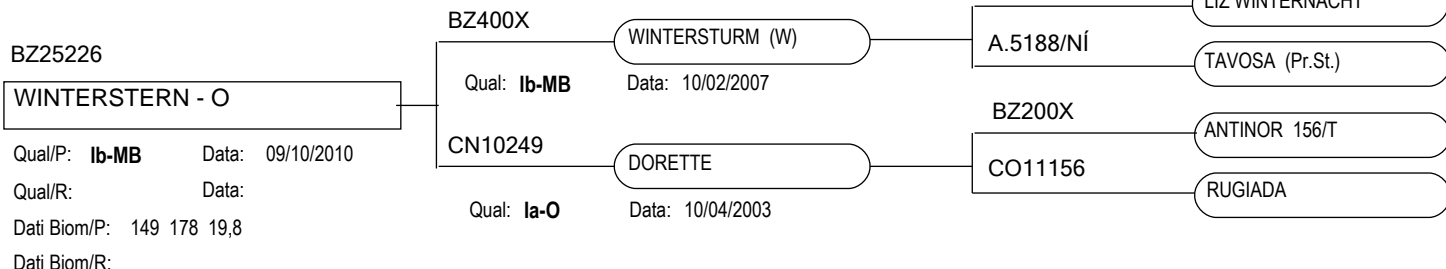 LIZ WINTERNACHT
BZ400X
WINTERSTURM (W)
A.5188/NÍ
BZ25226
TAVOSA (Pr.St.)
Qual: Ib-MB Data: 10/02/2007
WINTERSTERN - O
BZ200X
ANTINOR 156/T
CN10249
Qual/P: Ib-MB Data: 09/10/2010
DORETTE
CO11156
Qual/R: Data:
RUGIADA
Qual: Ia-O Data: 10/04/2003
Dati Biom/P: 149 178 19,8
Dati Biom/R: